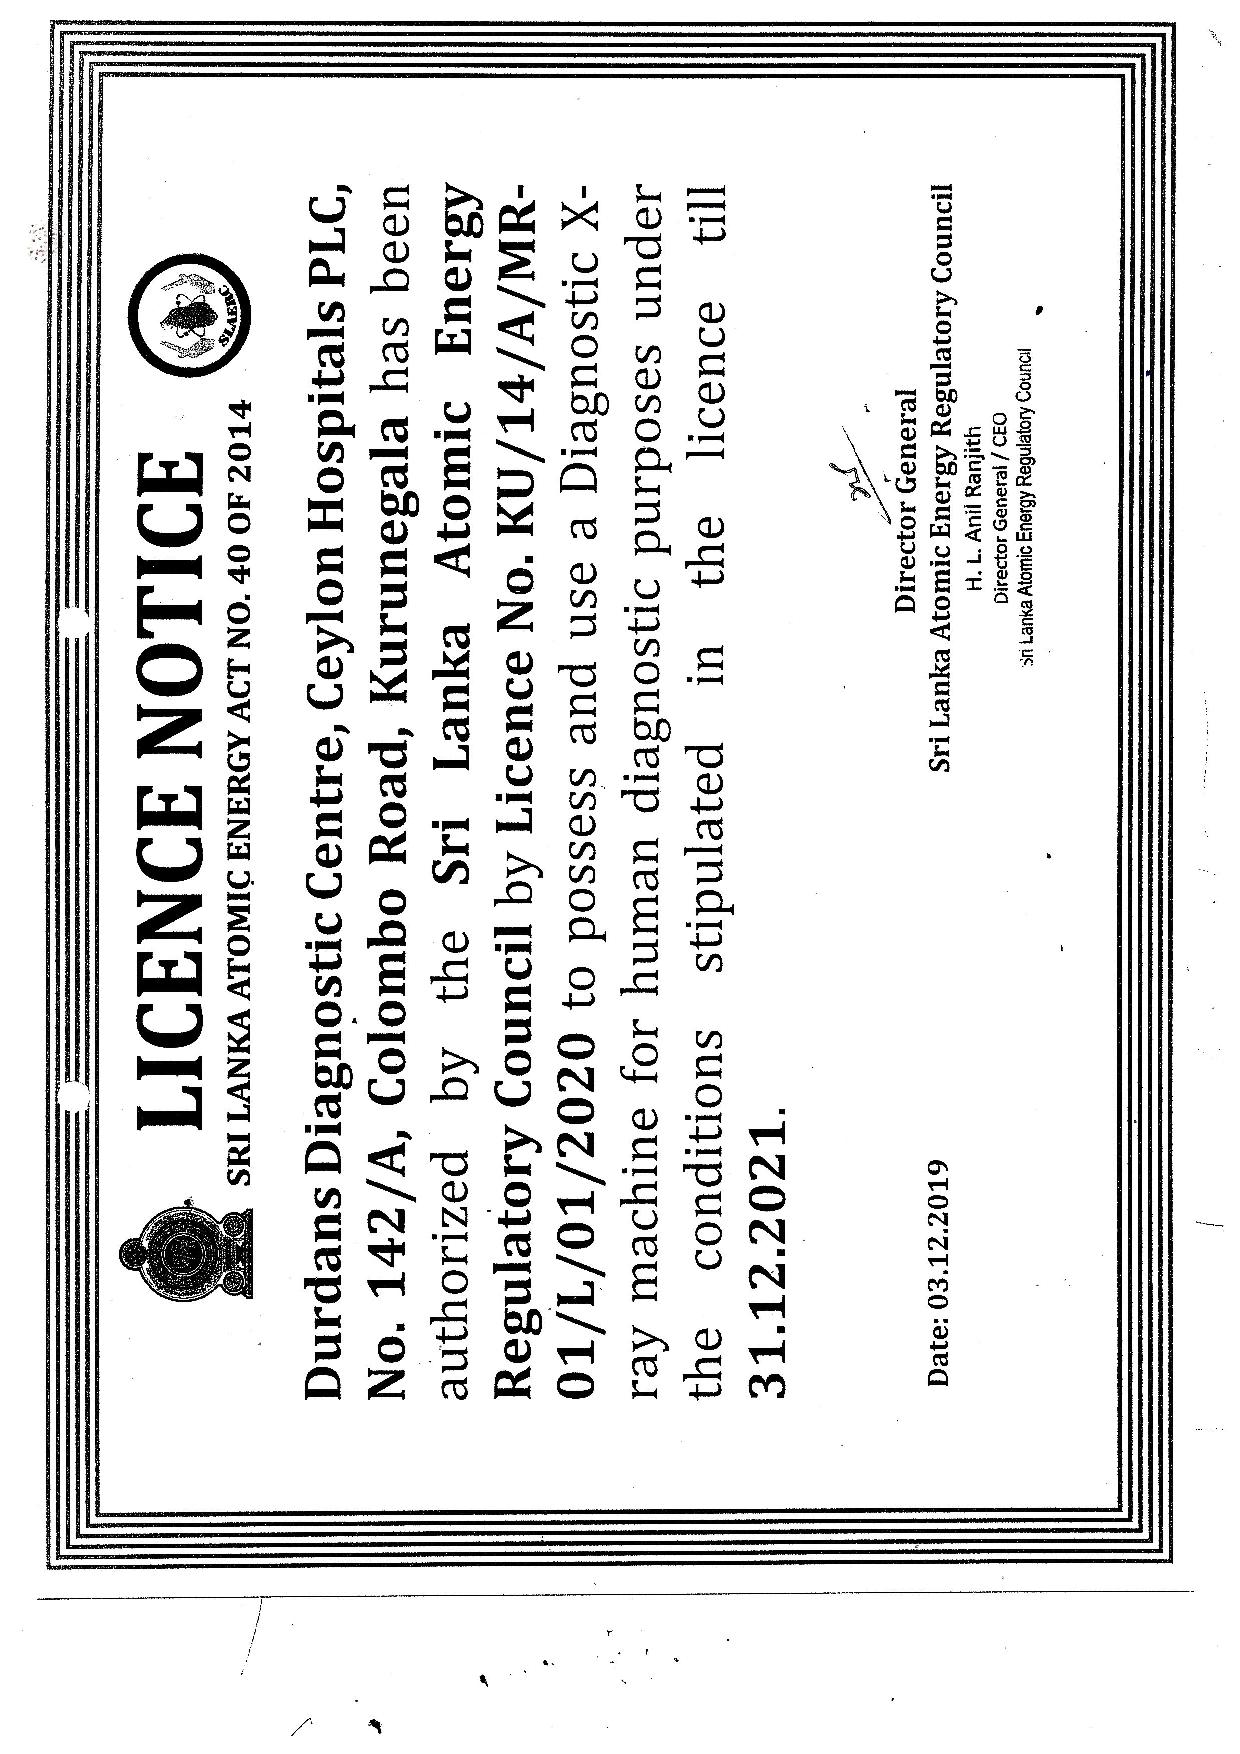 LICENCE NOTICE
SRI LANKA ATOMIC ENERGY ACT NO. 40 OF 2014
SLAERC
Durdans Diagnostic Centre, Ceylon Hospitals PLC,
No. 142/A, Colombo Road, Kurunegala has been
authorized by the Sri Lanka Atomic Energy
Regulatory Council by Licence No. KU/14/A/MR-
01/L/01/2020 to possess and use a Diagnostic X-
ray machine for human diagnostic purposes under
the conditions stipulated in the licence till
31.12.2021.
Director General
Date: 03.12.2019
Sri Lanka Atomic Energy Regulatory Council
H. L. Anil Ranjith
Director General / CEO
Sri Lanka Atomic Energy Regulatory Council